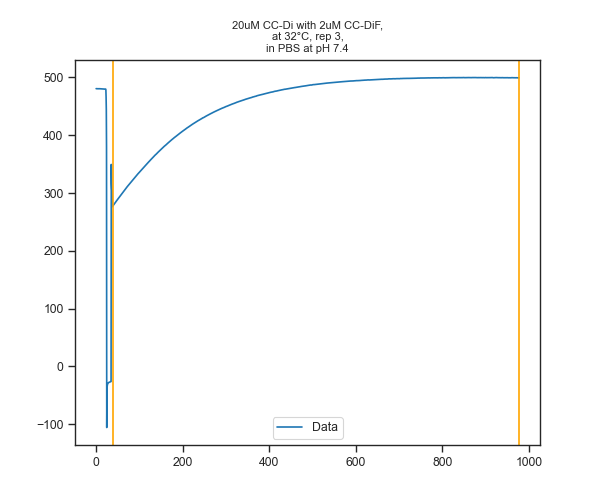 20uM CC-Di with 2uM CC-DiF,
at 32°C, rep 3,
in PBS at pH 7.4
500
400
300
200
100
0
−100
Data
0 200 400 600 800 1000